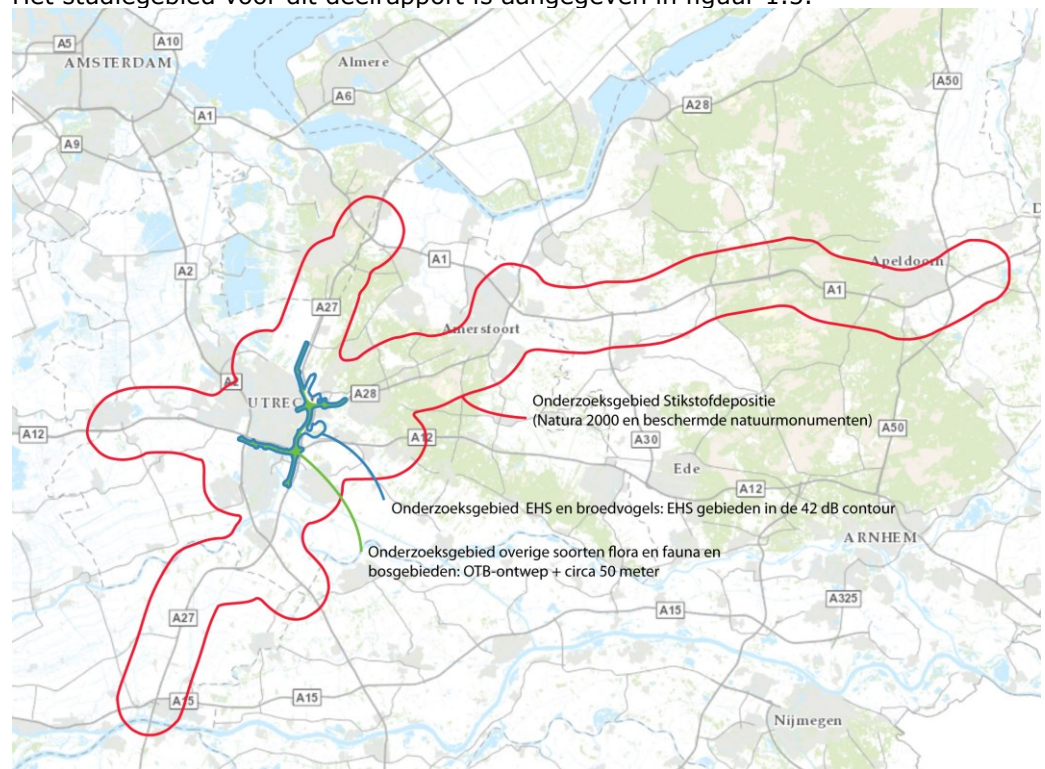 Het studiegebied voor dit deelrapport is aangegeven in figuur 1.3.
A5
A10
AMSTERDAM
Almere
A6
A50
A28
A1
A9
A2
A1
Apeldoorn
A1
A27
Amersfoort
A2
A28
UTREC
Onderzoeksgebied Stikstofdepositie
(Natura 2000 en beschermde natuurmonumenten)
A12
A12
A30
A50
Ede
A12
Onderzoeksgebied EHS en broedvogels: EHS gebieden in de 42 dB contour
ARNHEM
Onderzoeksgebied overige soorten flora en fauna en
bosgebieden: OTB-ontwep + circa 50 meter
A325
A15
A27
A15
A15
Nijmegen